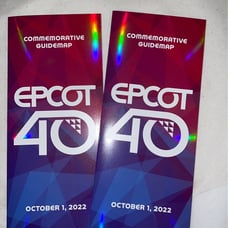 COMMEMORATIVE
GUIDEMAP
EPCOT
40
OCTOBER 1, 2022
COMMEMORATIVE
GUIDEMAP
EPCOT
40
OCTOBER 1, 2022